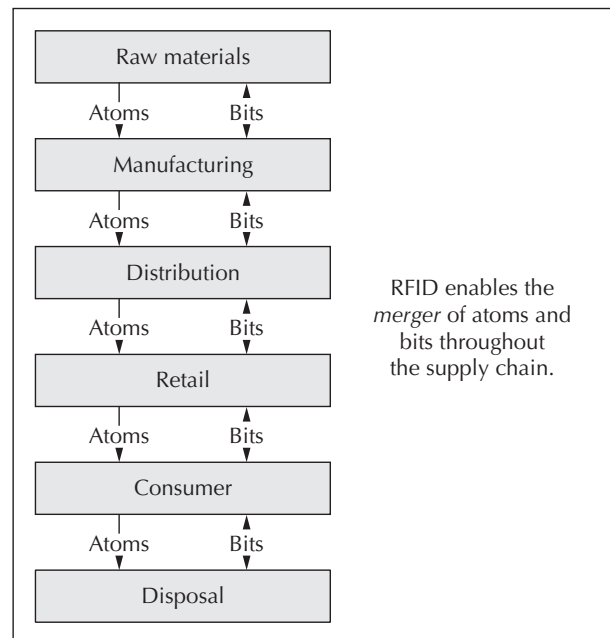 Raw materials
Atoms Bits
Manufacturing
Atoms Bits
Distribution
Atoms Bits
Retail
Atoms Bits
Consumer
Atoms Bits
Disposal
RFID enables the
merger of atoms and
bits throughout
the supply chain.